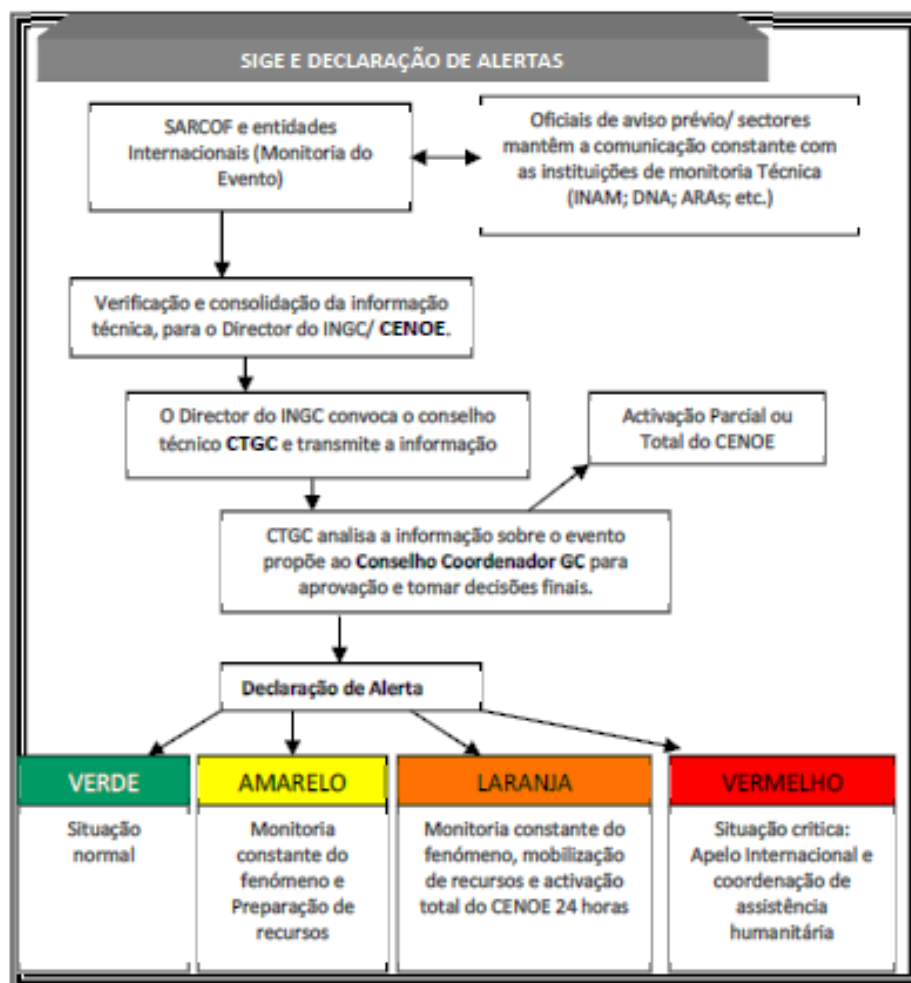 SIGE E DECLARAÇÃO DE ALERTAS
SARCOF e entidades
Internacionais (Monitoria do
Evento)
Oficiais de aviso prévio/ sectores
mantêm a comunicação constante com
as instituições de monitoria Técnica
(INAM; DNA; ARAs; etc.)
Verificação e consolidação da informação
técnica, para o Director do INGC/ CENOE.
O Director do INGC convoca o conselho
técnico CTGC e transmite a informação
Activação Parcial ou
Total do CENOE
CTGC analisa a informação sobre o evento
propõe ao Conselho Coordenador GC para
aprovação e tomar decisões finais.
Declaração de Alerta
VERDE
Situação
normal
AMARELO
Monitoria
constante do
fenómeno e
Preparação de
recursos
LARANJA
Monitoria constante do
fenómeno, mobilização
de recursos e activação
total do CENOE 24 horas
VERMELHO
Situação critica:
Apelo Internacional e
coordenação de
assistência
humanitária